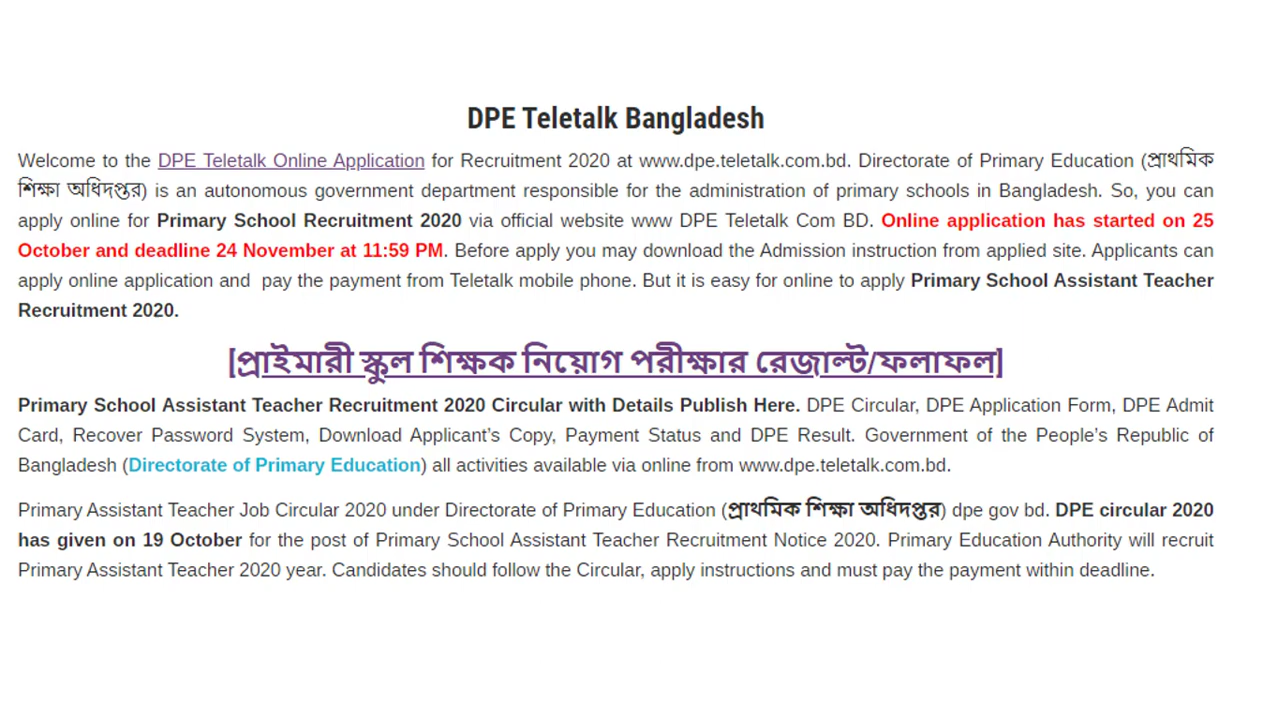 DPE Teletalk Bangladesh
Welcome to the DPE Teletalk Online Application for Recruitment 2020 at www.dpe.teletalk.com.bd. Directorate of Primary Education (প্রাথমিক
শিক্ষা অধিদপ্তর) is an autonomous government department responsible for the administration of primary schools in Bangladesh. So, you can
apply online for Primary School Recruitment 2020 via official website www DPE Teletalk Com BD. Online application has started on 25
October and deadline 24 November at 11:59 PM. Before apply you may download the Admission instruction from applied site. Applicants can
apply online application and  pay the payment from Teletalk mobile phone. But it is easy for online to apply Primary School Assistant Teacher
Recruitment 2020.
[প্রাইমারী স্কুল শিক্ষক নিয়োগ পরীক্ষার রেজাল্ট/ফলাফল]
Primary School Assistant Teacher Recruitment 2020 Circular with Details Publish Here. DPE Circular, DPE Application Form, DPE Admit
Card, Recover Password System, Download Applicant’s Copy, Payment Status and DPE Result. Government of the People’s Republic of
Bangladesh (Directorate of Primary Education) all activities available via online from www.dpe.teletalk.com.bd.
Primary Assistant Teacher Job Circular 2020 under Directorate of Primary Education (প্রাথমিক শিক্ষা অধিদপ্তর) dpe gov bd. DPE circular 2020
has given on 19 October for the post of Primary School Assistant Teacher Recruitment Notice 2020. Primary Education Authority will recruit
Primary Assistant Teacher 2020 year. Candidates should follow the Circular, apply instructions and must pay the payment within deadline.